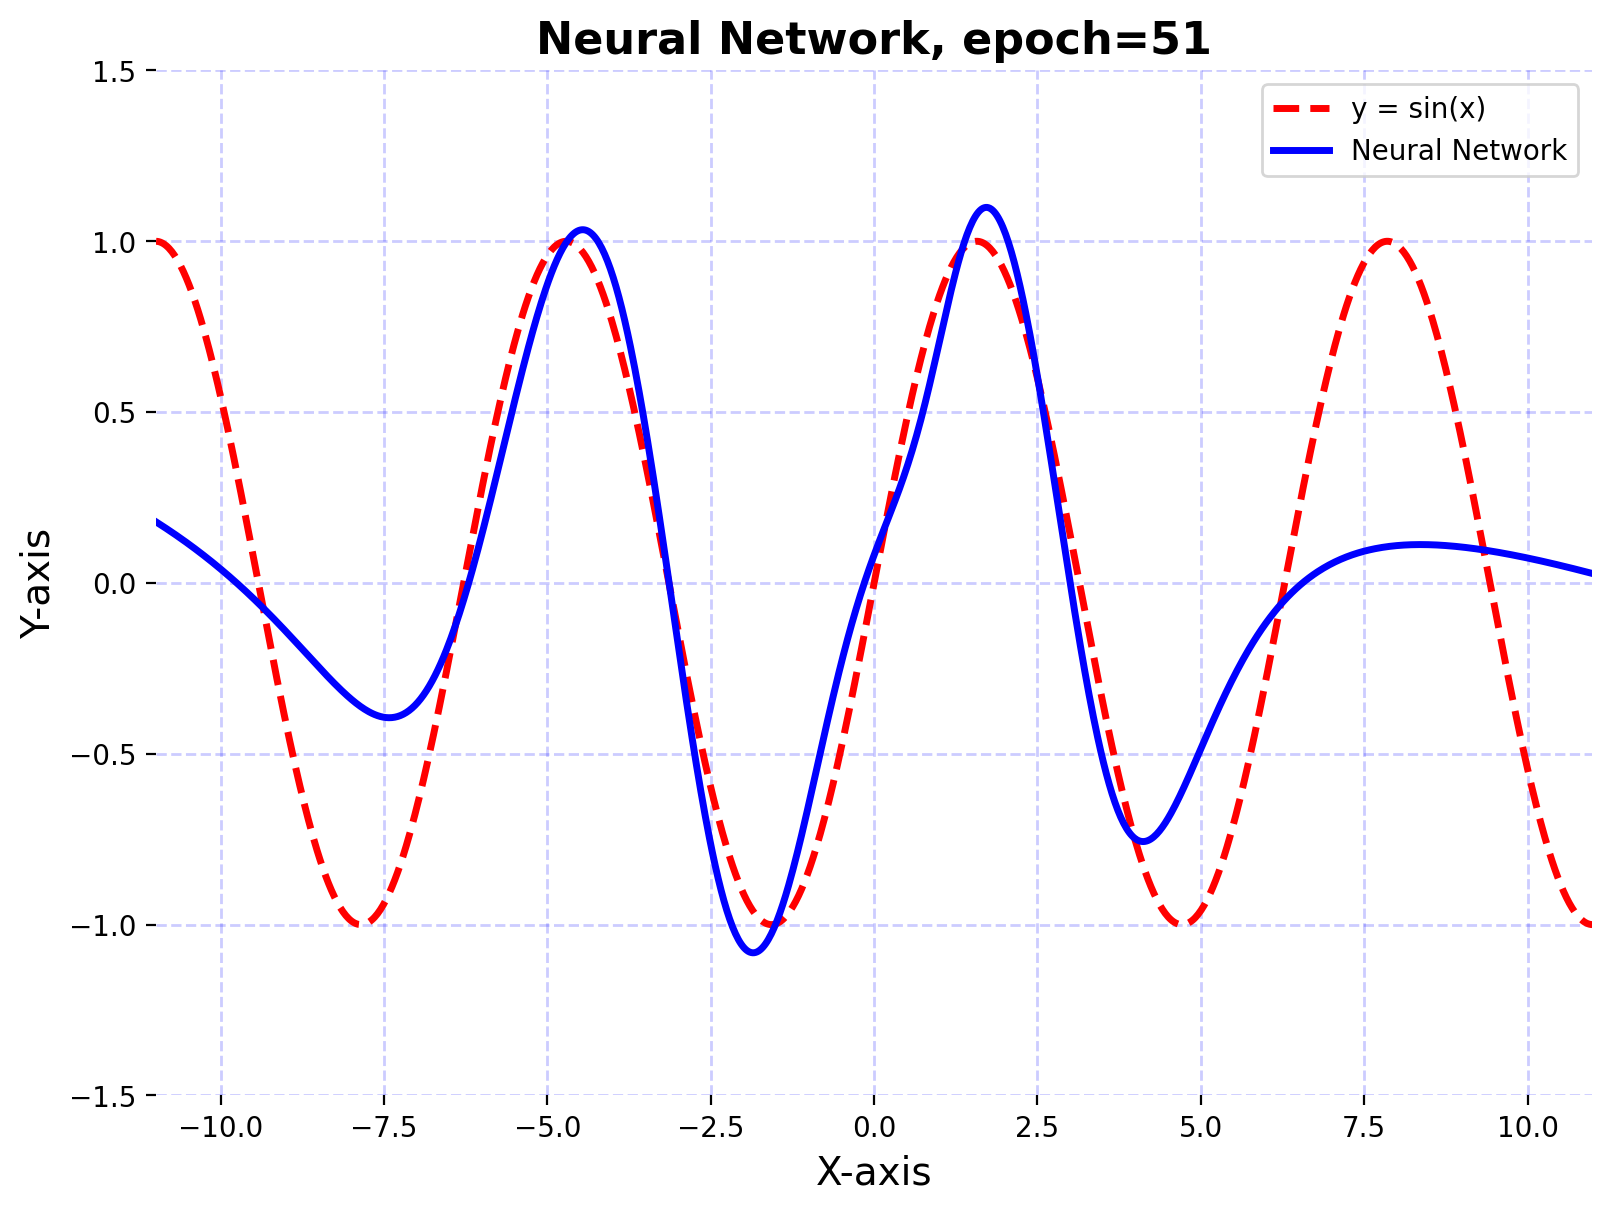 Neural Network, epoch=51
1.5
y = sin(x)
Neural Network
1.0
0.5
0.0
−0.5
−1.0
−1.5
Y-axis
−10.0 −7.5 −5.0 −2.5 0.0 2.5 5.0 7.5 10.0
X-axis